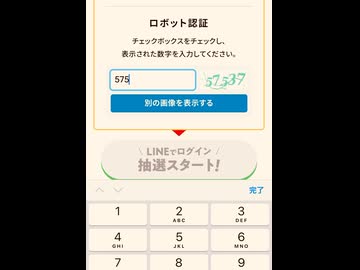 ロボット認証
チェックボックスをチェックし、
表示された数字を入力してください。
575
57537
別の画像を表示する
LINEでログイン
抽選スタート!
完了
1
2
ABC
3
DEF
4
GHI
5
JKL
6
MNO
7
8
9